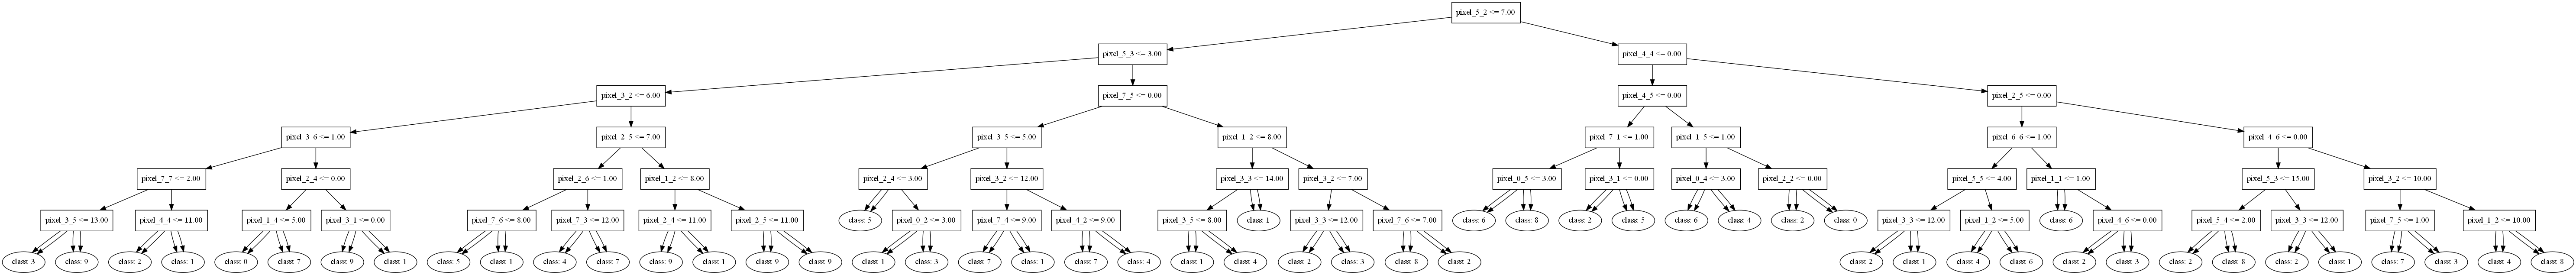 pixel_5_2 <= 7.00
pixel_5_3 <= 3.00
pixel_4_4 <= 0.00
pixel_3_2 <= 6.00
pixel_7_5 <= 0.00
pixel_4_5 <= 0.00
pixel_2_5 <= 0.00
pixel_3_6 <= 1.00
pixel_2_5 <= 7.00
pixel_3_5 <= 5.00
pixel_1_2 <= 8.00
pixel_7_1 <= 1.00
pixel_1_5 <= 1.00
pixel_6_6 <= 1.00
pixel_4_6 <= 0.00
pixel_7_7 <= 2.00
pixel_2_4 <= 0.00
pixel_2_6 <= 1.00
pixel_1_2 <= 8.00
pixel_2_4 <= 3.00
pixel_3_2 <= 12.00
pixel_3_3 <= 14.00
pixel_3_2 <= 7.00
pixel_0_5 <= 3.00
pixel_3_1 <= 0.00
pixel_0_4 <= 3.00
pixel_2_2 <= 0.00
pixel_5_5 <= 4.00
pixel_1_1 <= 1.00
pixel_5_3 <= 15.00
pixel_3_2 <= 10.00
pixel_3_5 <= 13.00
pixel_4_4 <= 11.00
pixel_1_4 <= 5.00
pixel_3_1 <= 0.00
pixel_7_6 <= 8.00
pixel_7_3 <= 12.00
pixel_2_4 <= 11.00
pixel_2_5 <= 11.00
class: 5
pixel_0_2 <= 3.00
pixel_7_4 <= 9.00
pixel_4_2 <= 9.00
pixel_3_5 <= 8.00
class: 1
pixel_3_3 <= 12.00
pixel_7_6 <= 7.00
class: 6
class: 8
class: 2
class: 5
class: 6
class: 4
class: 2
class: 0
pixel_3_3 <= 12.00
pixel_1_2 <= 5.00
class: 6
pixel_4_6 <= 0.00
pixel_5_4 <= 2.00
pixel_3_3 <= 12.00
pixel_7_5 <= 1.00
pixel_1_2 <= 10.00
class: 3
class: 9
class: 2
class: 1
class: 0
class: 7
class: 9
class: 1
class: 5
class: 1
class: 4
class: 7
class: 9
class: 1
class: 9
class: 9
class: 1
class: 3
class: 7
class: 1
class: 7
class: 4
class: 1
class: 4
class: 2
class: 3
class: 8
class: 2
class: 2
class: 1
class: 4
class: 6
class: 2
class: 3
class: 2
class: 8
class: 2
class: 1
class: 7
class: 3
class: 4
class: 8